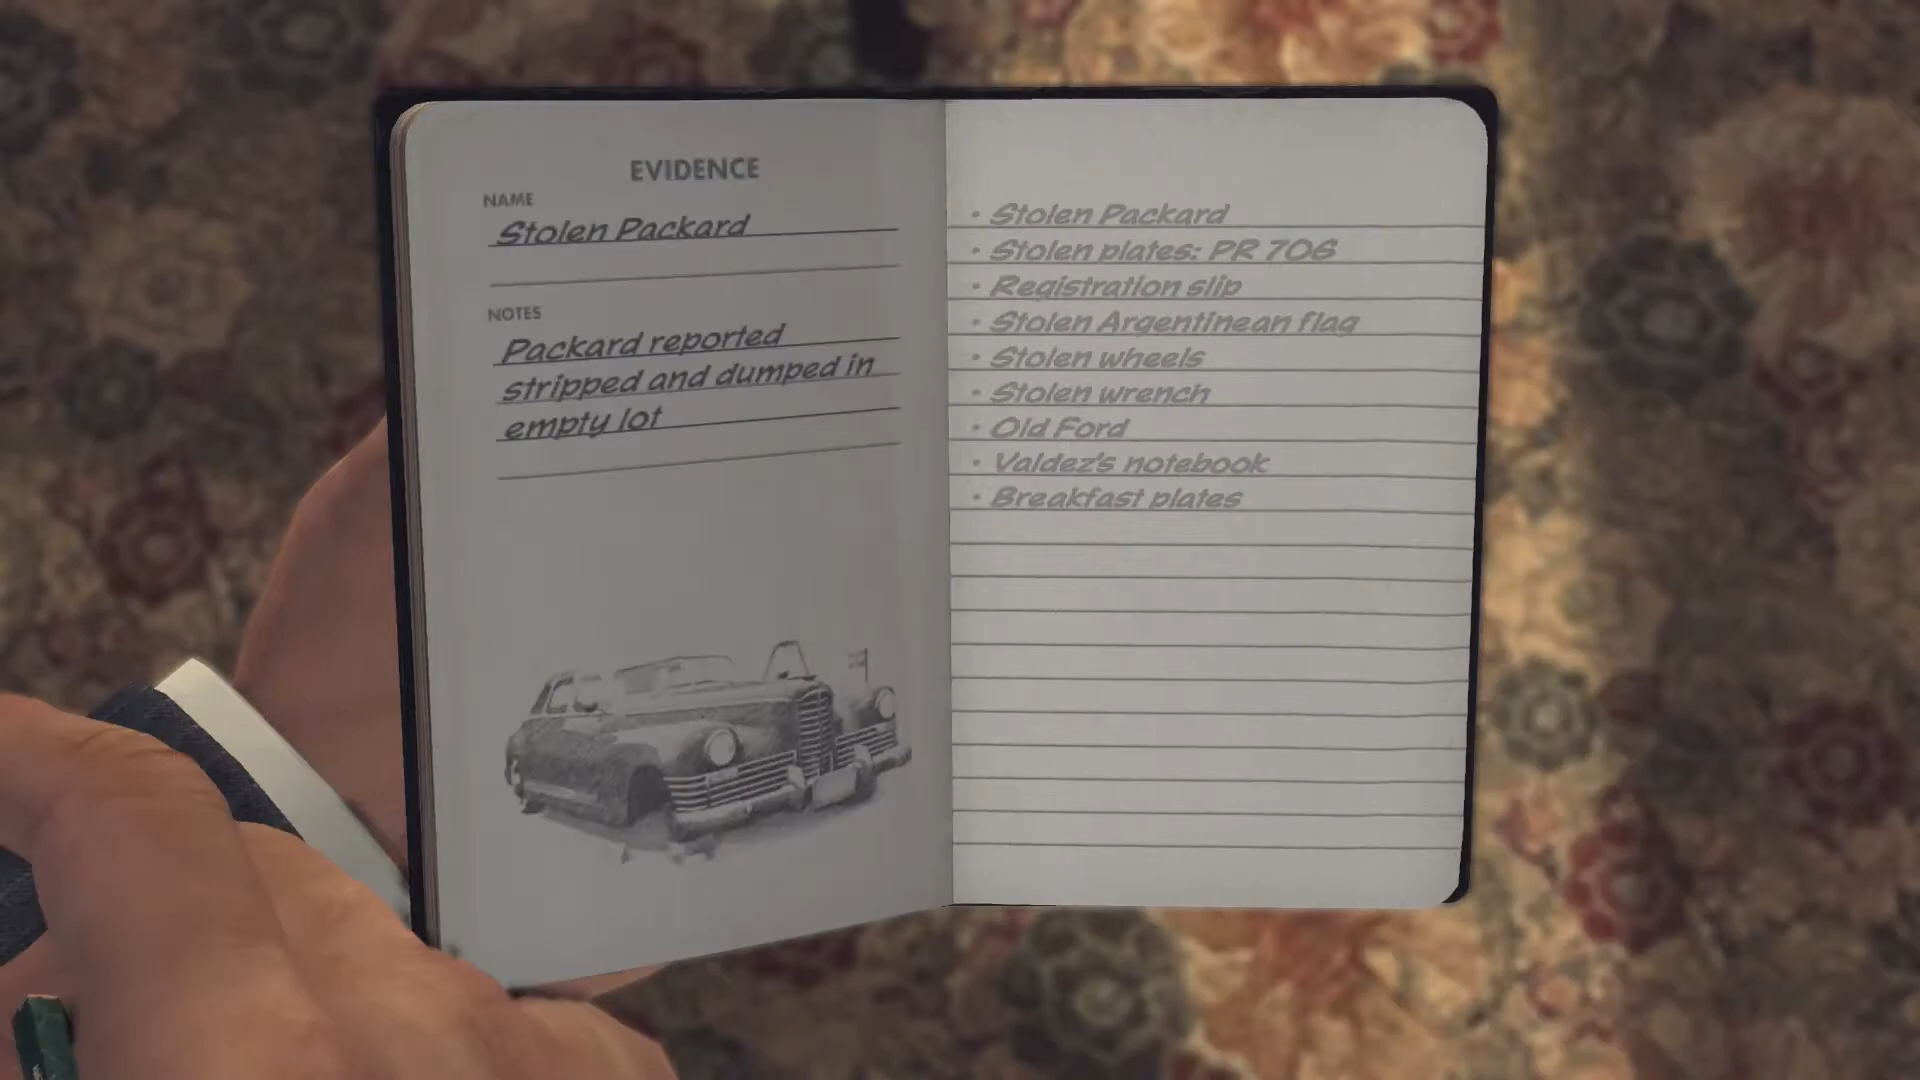 EVIDENCE
NAME
Stolen Packard
NOTES
Packard reported
stripped and dumped in
empty lot
• Stolen Packard
• Stolen plates: PR 706
• Registration slip
• Stolen Argentinean flag
• Stolen wheels
• Stolen wrench
• Old Ford
• Valdez's notebook
• Breakfast plates